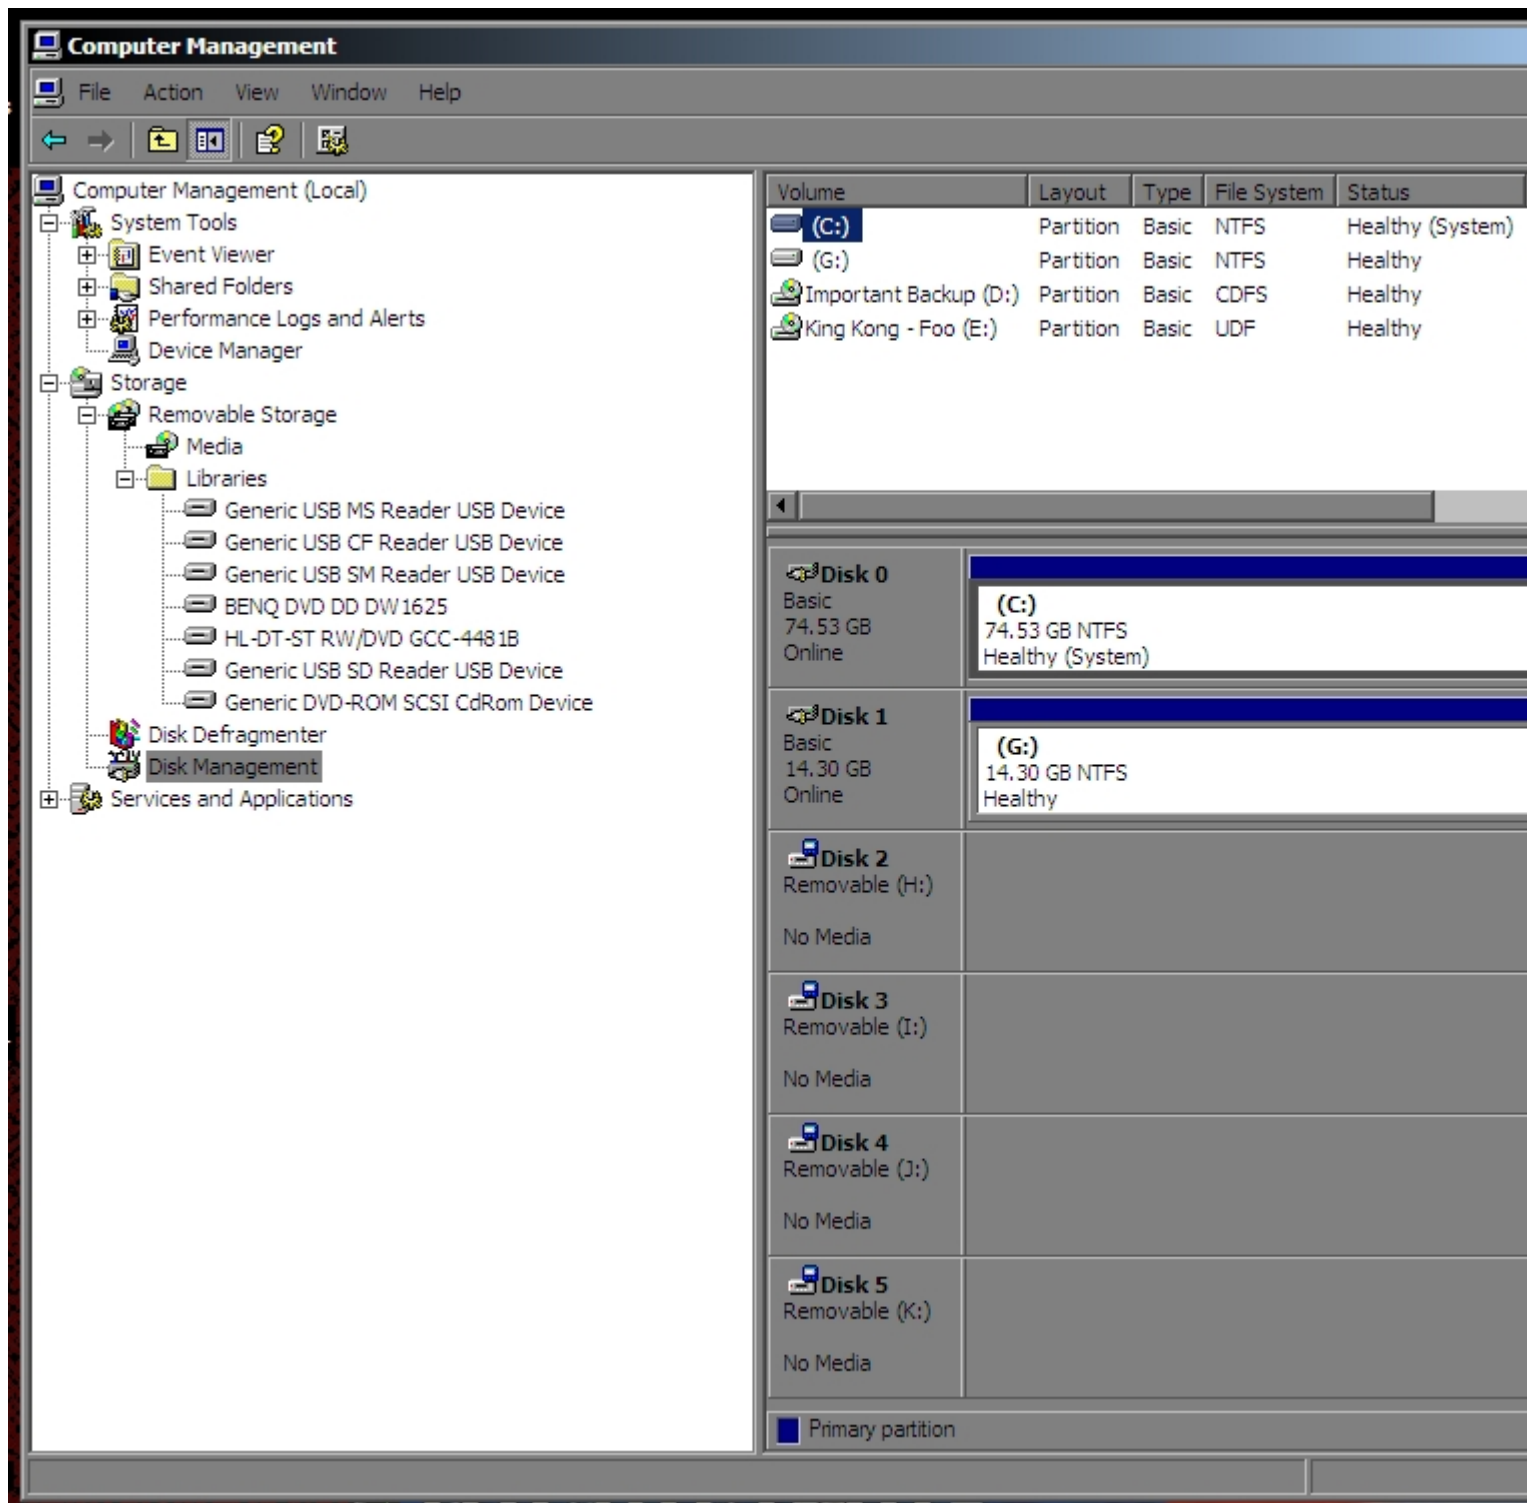 Computer Management
File Action View Window Help
Computer Management (Local)
System Tools
Event Viewer
Shared Folders
Performance Logs and Alerts
Device Manager
Storage
Removable Storage
Media
Libraries
Generic USB MS Reader USB Device
Generic USB CF Reader USB Device
Generic USB SM Reader USB Device
BENQ DVD DD DW1625
HL-DT-ST RW/DVD GCC-4481B
Generic USB SD Reader USB Device
Generic DVD-ROM SCSI CdRom Device
Disk Defragmenter
Disk Management
Services and Applications
Volume Layout Type File System Status
(C:) Partition Basic NTFS Healthy (System)
(G:) Partition Basic NTFS Healthy
Important Backup (D:) Partition Basic CDFS Healthy
King Kong - Foo (E:) Partition Basic UDF Healthy
Disk 0
Basic
74.53 GB
Online
(C:)
74.53 GB NTFS
Healthy (System)
Disk 1
Basic
14.30 GB
Online
(G:)
14.30 GB NTFS
Healthy
Disk 2
Removable (H:)
No Media
Disk 3
Removable (I:)
No Media
Disk 4
Removable (J:)
No Media
Disk 5
Removable (K:)
No Media
Primary partition